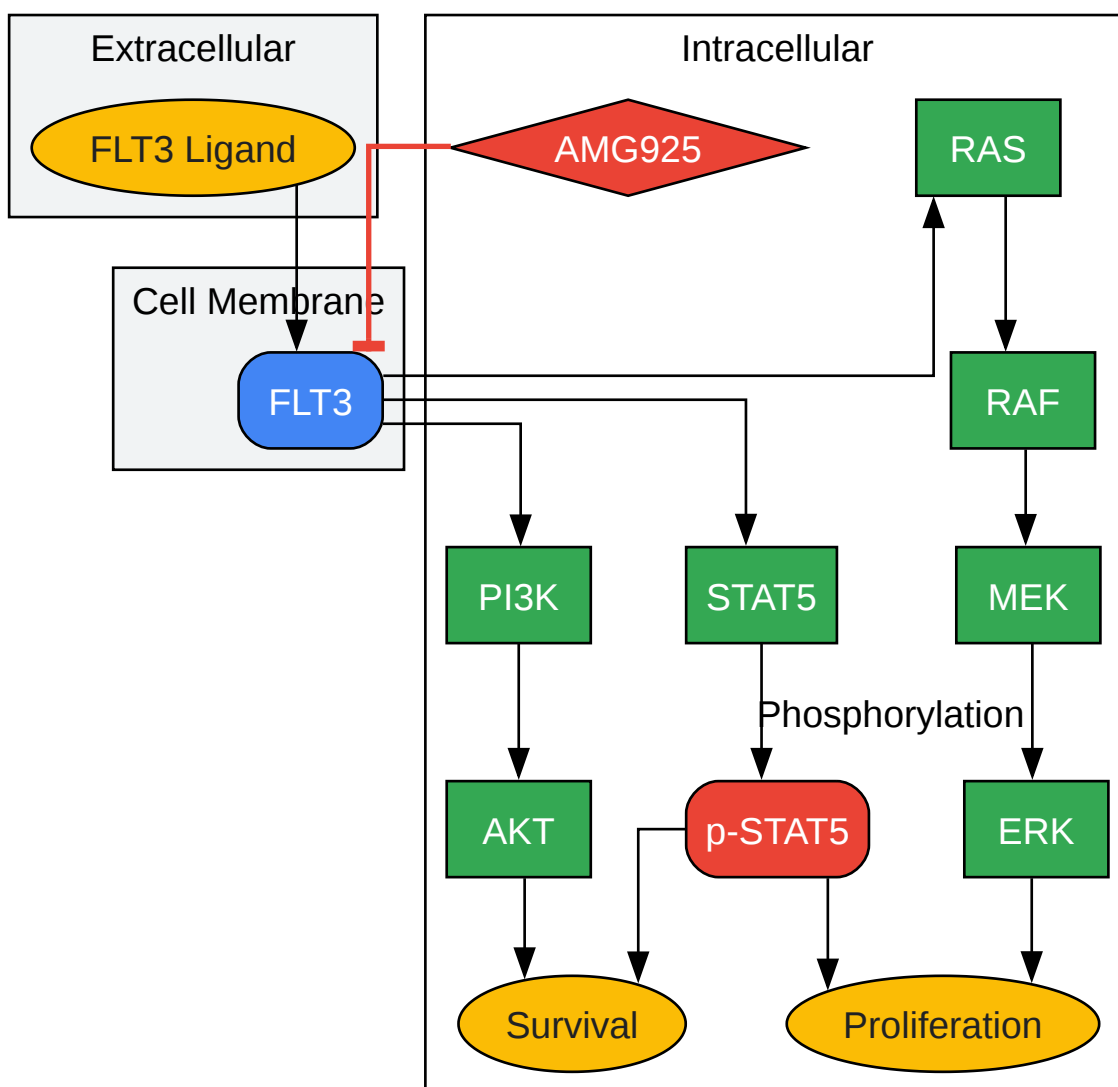 Extracellular
Intracellular
FLT3 Ligand
AMG925
RAS
Cell Membrane
FLT3
RAF
PI3K
STAT5
MEK
Phosphorylation
AKT
p-STAT5
ERK
Survival
Proliferation